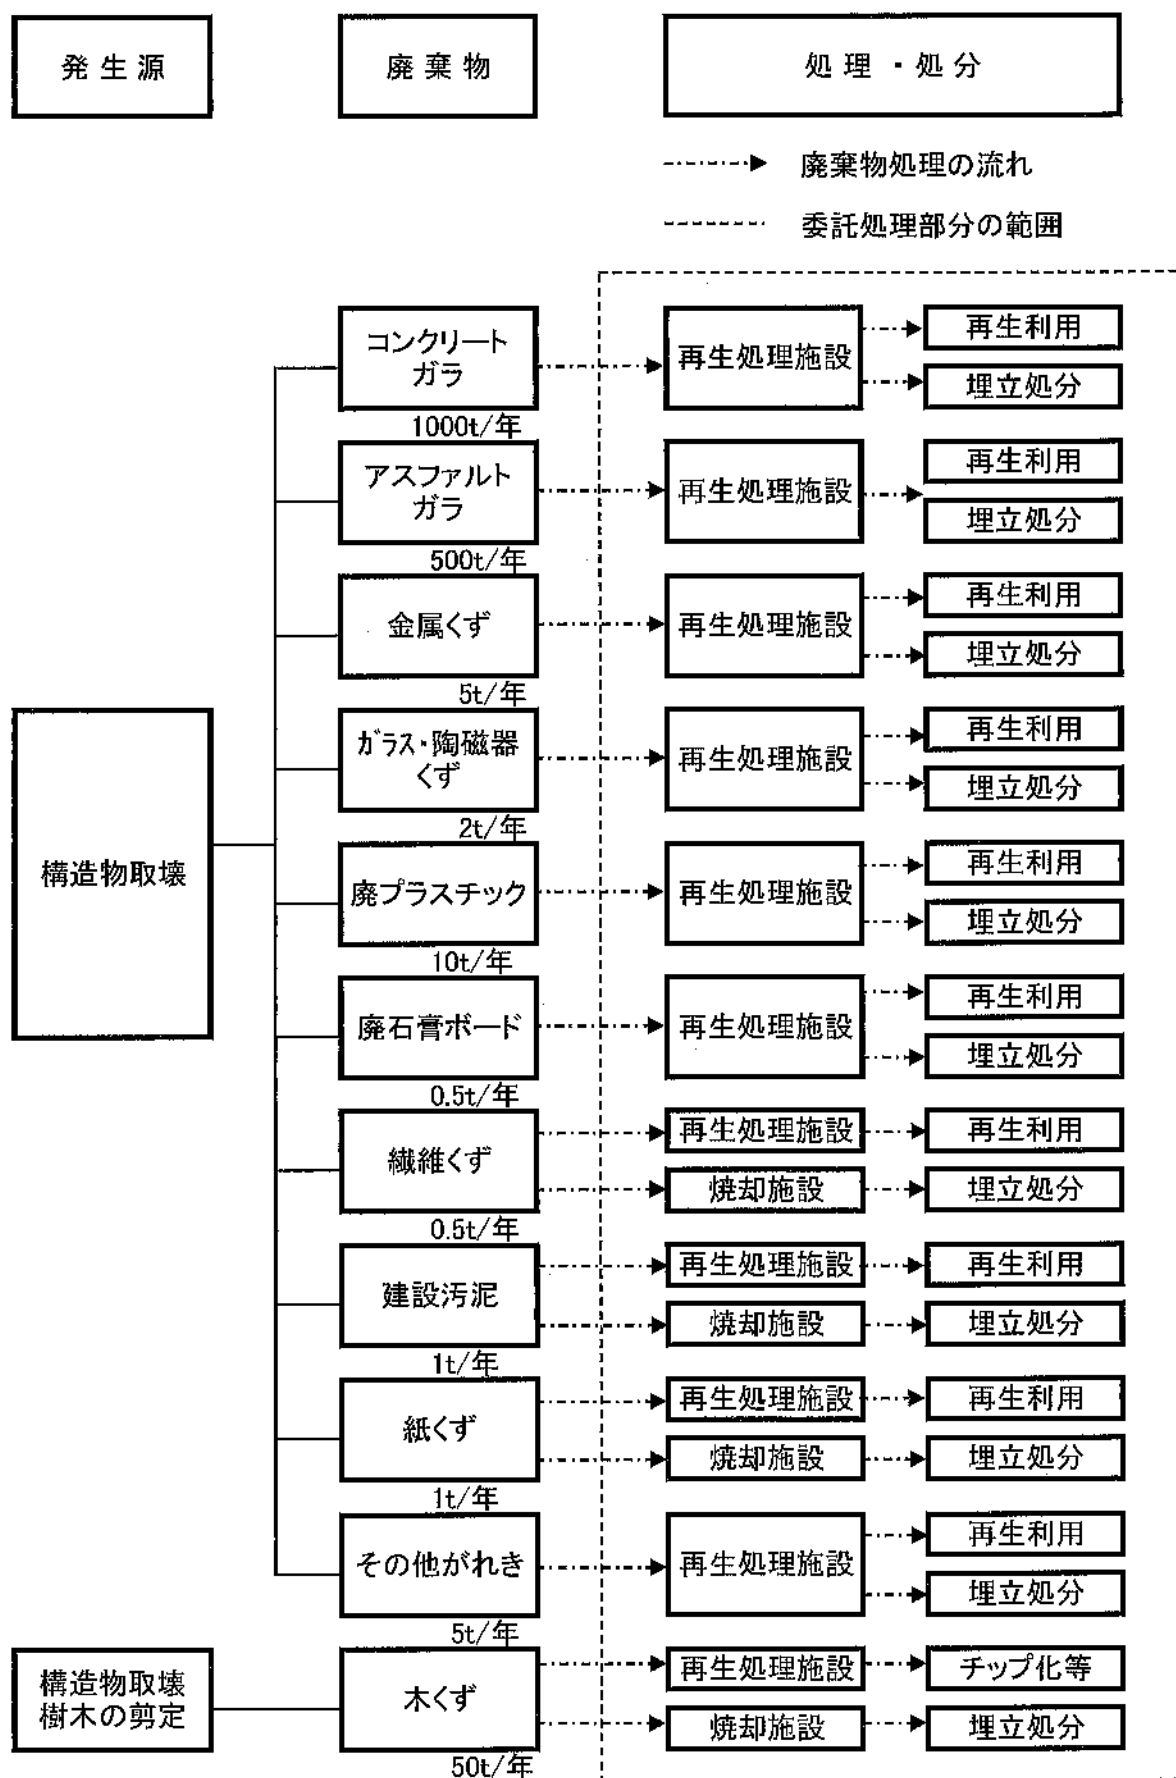 発生源
廃棄物
処理・処分
廃棄物処理の流れ
委託処理部分の範囲
コンクリート
ガラ
1000t/年
再生処理施設
再生利用
埋立処分
アスファルト
ガラ
500t/年
再生処理施設
再生利用
埋立処分
金属くず
5t/年
再生処理施設
再生利用
埋立処分
ガラス・陶磁器
くず
2t/年
再生処理施設
再生利用
埋立処分
構造物取壊
廃プラスチック
10t/年
再生処理施設
再生利用
埋立処分
廃石膏ボード
0.5t/年
再生処理施設
再生利用
埋立処分
繊維くず
0.5t/年
再生処理施設
再生利用
焼却施設
埋立処分
建設汚泥
1t/年
再生処理施設
再生利用
焼却施設
埋立処分
紙くず
1t/年
再生処理施設
再生利用
焼却施設
埋立処分
その他がれき
5t/年
再生処理施設
再生利用
埋立処分
構造物取壊
樹木の剪定
木くず
50t/年
再生処理施設
チップ化等
焼却施設
埋立処分